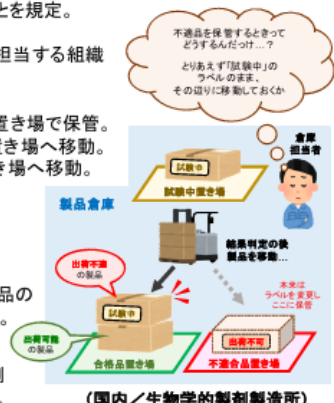 とを規定。
担当する組織
置き場で保管。
置き場へ移動。
き場へ移動。
品の
。
(国内/生物学的製剤製造所)
不適品を保管するときって
どうするんだっけ…?
とりあえず「試験中」の
ラベルのまま、
その辺りに移動しておくか
倉庫
担当者
試験中
試験中置き場
製品倉庫
結果判定の後
製品を移動…
出荷不適
の製品
本来は
ラベルを変更し
ここに保管
試験中
出荷可能
の製品
出荷不可
合格品置き場
不適合品置き場